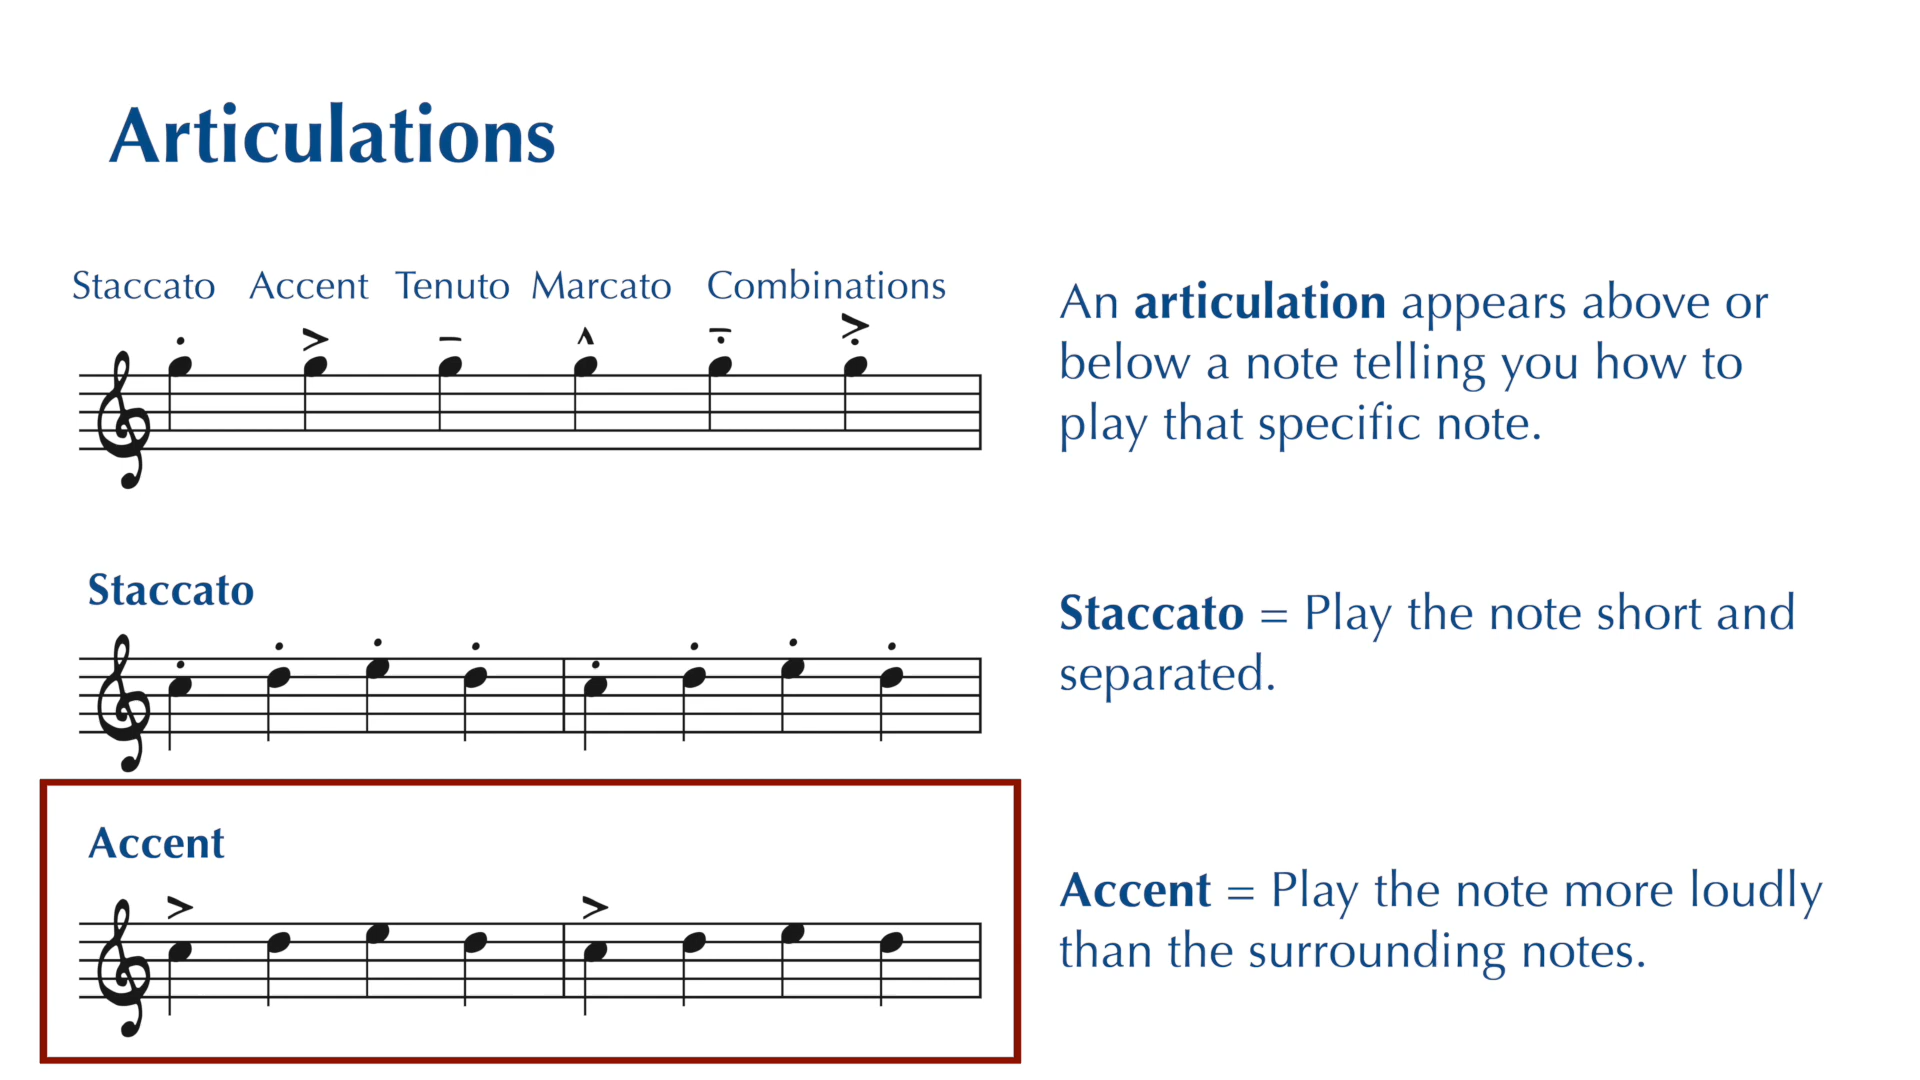 Articulations
Staccato Accent Tenuto Marcato Combinations
An articulation appears above or
below a note telling you how to
play that specific note.
Staccato
Staccato = Play the note short and
separated.
Accent
Accent = Play the note more loudly
than the surrounding notes.